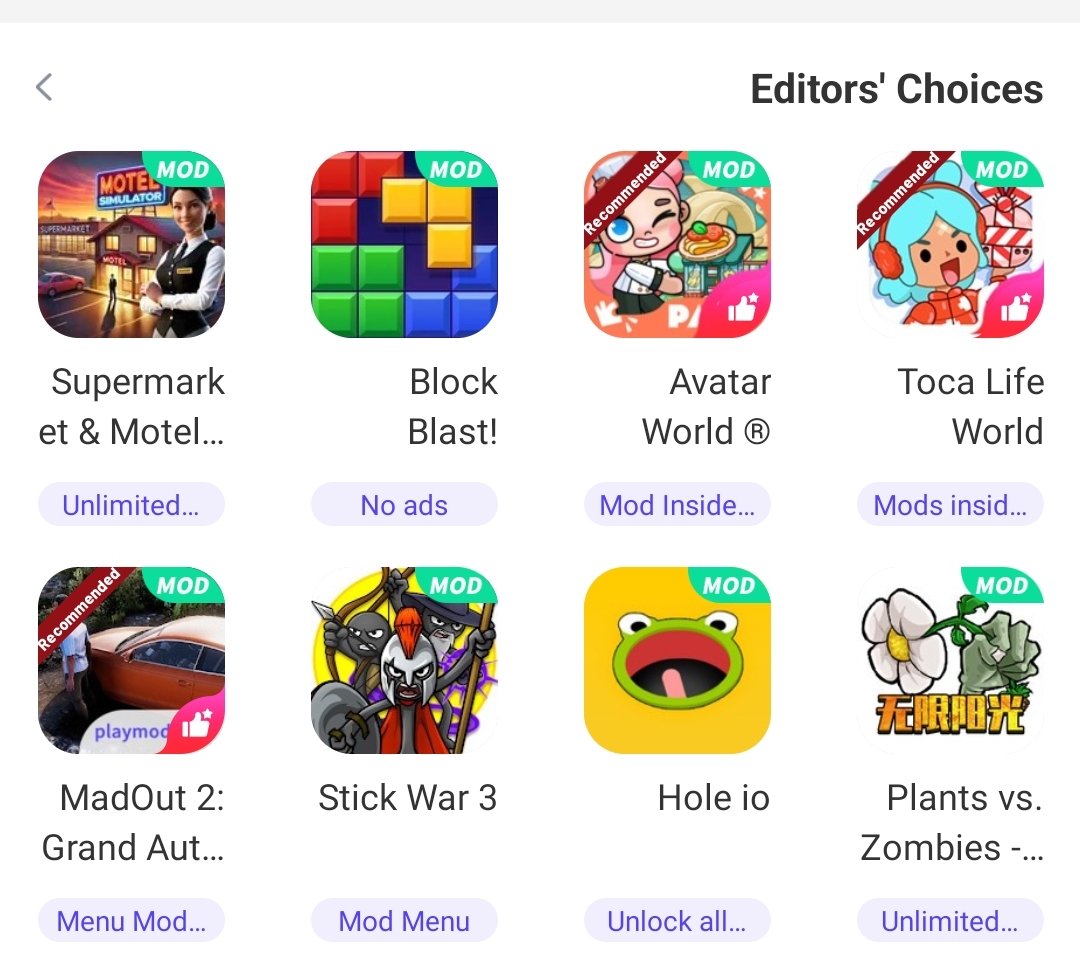 Editors' Choices
MOTEL
SIMULATOR
SUPERMARKET
MOTEL
MOD
MOD
Recommended
MOD
PA
Recommended
MOD
Supermark
et & Motel...
Block
Blast!
Avatar
World ®
Toca Life
World
Unlimited...
No ads
Mod Inside...
Mods insid...
Recommended
MOD
playmod
MOD
MOD
MOD
无限阳光
MadOut 2:
Grand Aut...
Stick War 3
Hole io
Plants vs.
Zombies -...
Menu Mod...
Mod Menu
Unlock all...
Unlimited...